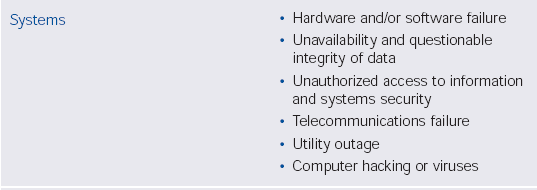 Systems
• Hardware and/or software failure
• Unavailability and questionable
integrity of data
• Unauthorized access to information
and systems security
• Telecommunications failure
• Utility outage
• Computer hacking or viruses